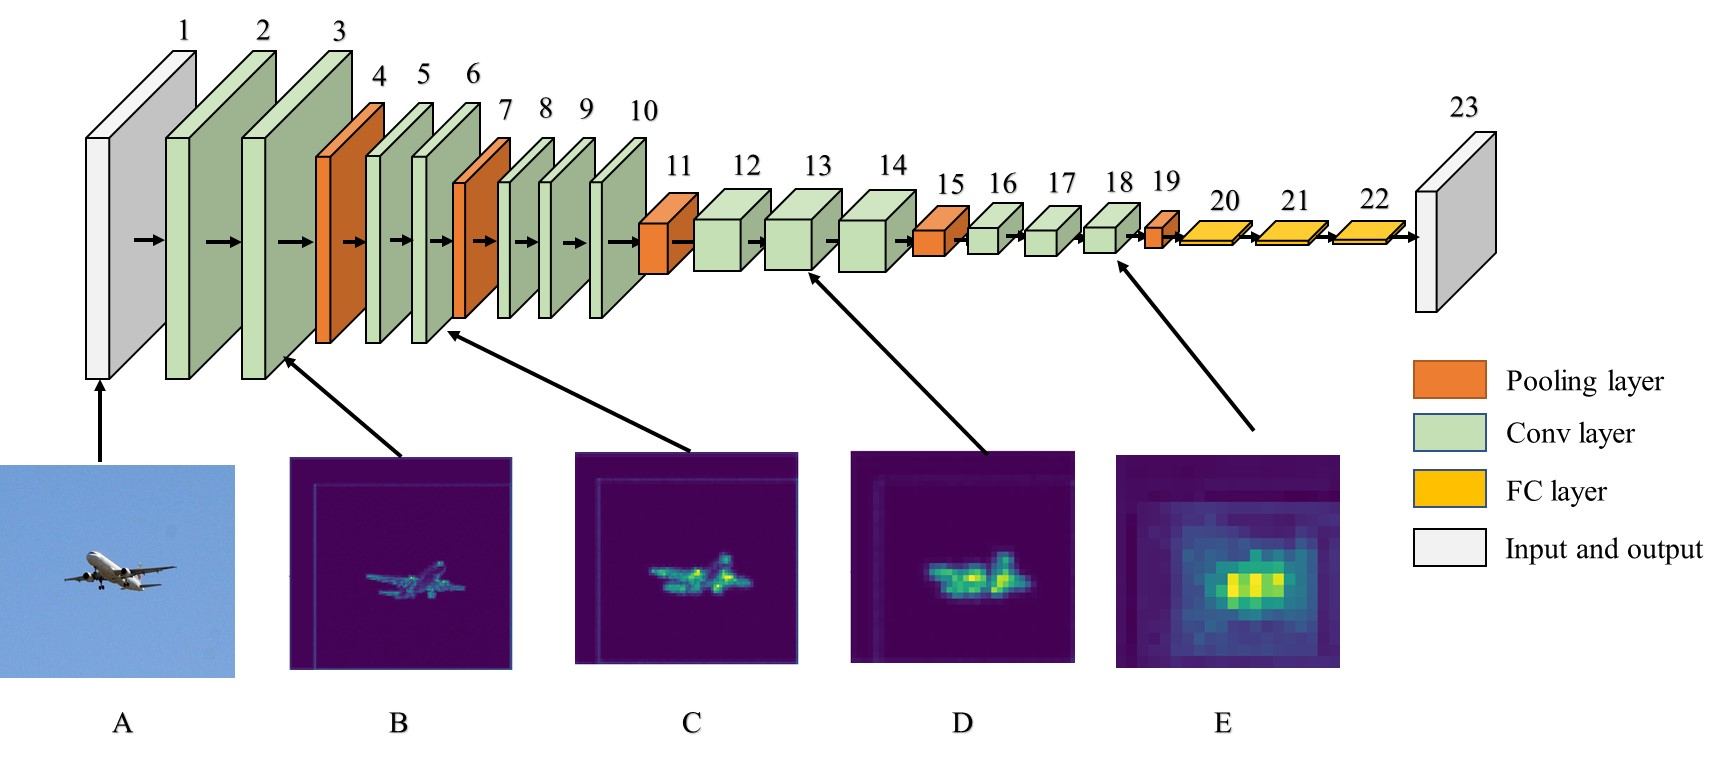 1
2
3
4
5
6
7
8
9
10
11
12
13
14
15
16
17
18
19
20
21
22
23
Pooling layer
Conv layer
FC layer
Input and output
A
B
C
D
E